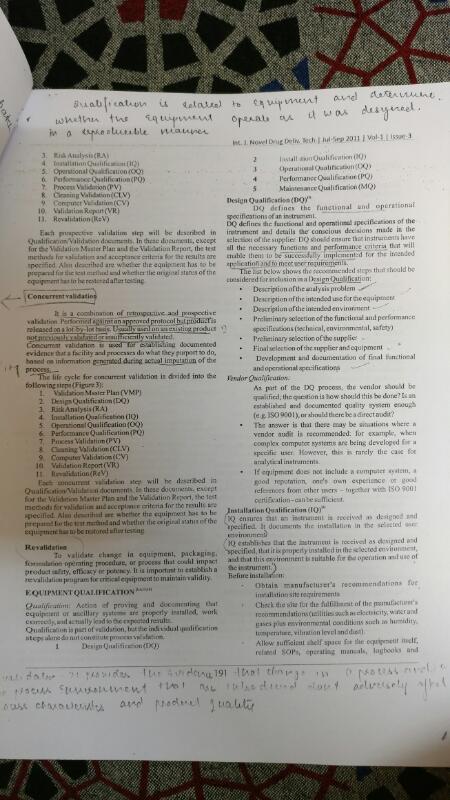 Qualification is related to Equipment and determine
whether the Equipment operate as it was designed.
in a reproducible manner
Int. J. Novel Drug Deliv. Tech | Jul-Sep 2011 | Vol-1 | Issue-3
3. Risk Analysis (RA)
4. Installation Qualification (IQ)
5. Operational Qualification (OQ)
6. Performance Qualification (PQ)
7. Process Validation (PV)
8. Cleaning Validation (CLV)
9. Computer Validation (CV)
10. Validation Report (VR)
11. Revalidation (ReV)
Each prospective validation step will be described in
Qualification/Validation documents. In these documents, except
for the Validation Master Plan and the Validation Report, the test
methods for validation and acceptance criteria for the results are
specified. Also described are whether the equipment has to be
prepared for the test method and whether the original status of the
equipment has to be restored after testing.
Concurrent validation
It is a combination of retrospective and prospective
validation. Performed against an approved protocol but product is
released on a lot-by-lot basis. Usually used on an existing product
not previously validated or insufficiently validated.
Concurrent validation is used for establishing documented
evidence that a facility and processes do what they purport to do,
based on information generated during actual imputation of the
process.
The life cycle for concurrent validation is divided into the
following steps (Figure 3):
1. Validation Master Plan (VMP)
2. Design Qualification (DQ)
3. Risk Analysis (RA)
4. Installation Qualification (IQ)
5. Operational Qualification (OQ)
6. Performance Qualification (PQ)
7. Process Validation (PV)
8. Cleaning Validation (CLV)
9. Computer Validation (CV)
10. Validation Report (VR)
11. Revalidation (ReV)
Each concurrent validation step will be described in
Qualification/Validation documents. In these documents, except
for the Validation Master Plan and the Validation Report, the test
methods for validation and acceptance criteria for the results are
specified. Also described are whether the equipment has to be
prepared for the test method and whether the original status of the
equipment has to be restored after testing.
Revalidation
To validate change in equipment, packaging,
formulation operating procedure, or process that could impact
product safety, efficacy or potency. It is important to establish a
revalidation program for critical equipment to maintain validity.
EQUIPMENT QUALIFICATION
Qualification: Action of proving and documenting that
equipment or ancillary systems are properly installed, work
correctly, and actually lead to the expected results.
Qualification is part of validation, but the individual qualification
steps alone do not constitute process validation.
1 Design Qualification (DQ)
2 Installation Qualification (IQ)
3 Operational Qualification (OQ)
4 Performance Qualification (PQ)
5 Maintenance Qualification (MQ)
Design Qualification (DQ)
DQ defines the functional and operational
specifications of an instrument.
DQ defines the functional and operational specifications of the
instrument and details the conscious decisions made in the
selection of the supplier. DQ should ensure that instruments have
all the necessary functions and performance criteria that will
enable them to be successfully implemented for the intended
application and to meet user requirements.
The list below shows the recommended steps that should be
considered for inclusion in a Design Qualification:
• Description of the analysis problem
• Description of the intended use for the equipment
• Description of the intended environment
• Preliminary selection of the functional and performance
specifications (technical, environmental, safety)
• Preliminary selection of the supplier
• Final selection of the supplier and equipment
• Development and documentation of final functional
and operational specifications
Vendor Qualification:
As part of the DQ process, the vendor should be
qualified; the question is how should this be done? Is an
established and documented quality system enough
(e.g. ISO 9001), or should there be a direct audit?
• The answer is that there may be situations where a
vendor audit is recommended: for example, when
complex computer systems are being developed for a
specific user. However, this is rarely the case for
analytical instruments.
• If equipment does not include a computer system, a
good reputation, one's own experience or good
references from other users - together with ISO 9001
certification - can be sufficient.
Installation Qualification (IQ)
IQ ensures that an instrument is received as designed and
specified. It documents the installation in the selected user
environment.
IQ establishes that the instrument is received as designed and
specified, that it is properly installed in the selected environment,
and that this environment is suitable for the operation and use of
the instrument.
Before installation:
• Obtain manufacturer's recommendations for
installation site requirements
• Check the site for the fulfillment of the manufacturer's
recommendations (utilities such as electricity, water and
gases plus environmental conditions such as humidity,
temperature, vibration level and dust).
• Allow sufficient shelf space for the equipment itself,
related SOPs, operating manuals, logbooks and
191
it provides the evidence that change in a process and
process Equipment that are introduced don't adversely affect
characteristics and product quality